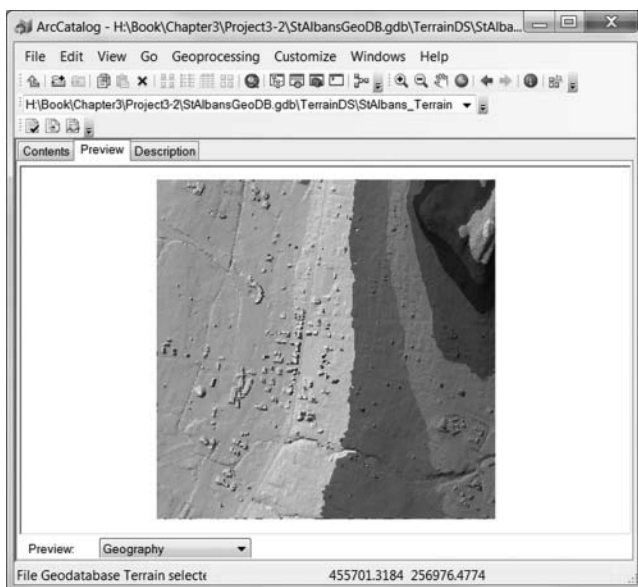 ArcCatalog - H:\Book\Chapter3\Project3-2\StAlbansGeoDB.gdb\TerrainDS\StAlba...
File Edit View Go Geoprocessing Customize Windows Help
H:\Book\Chapter3\Project3-2\StAlbansGeoDB.gdb\TerrainDS\StAlbans_Terrain
Contents Preview Description
Preview: Geography
File Geodatabase Terrain selecte 455701.3184 256976.4774